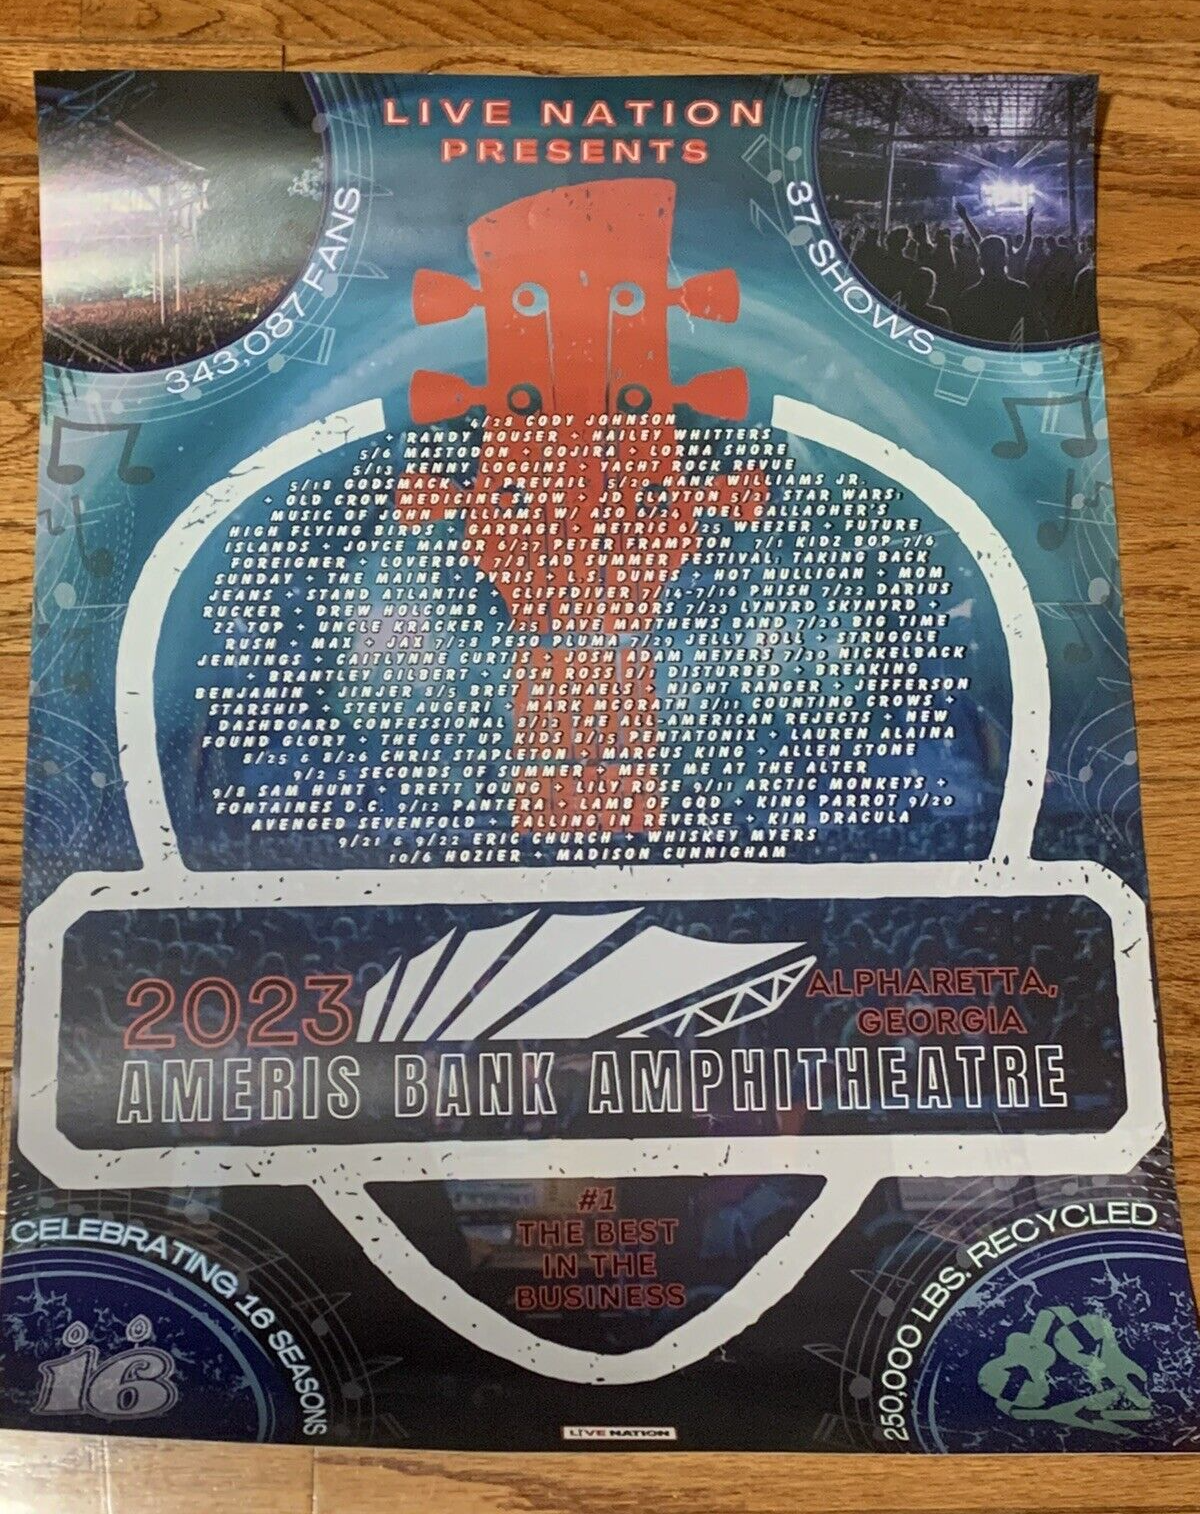 LIVE NATION
PRESENTS
343,087 FANS
37 SHOWS
4/28 CODY JOHNSON
+ RANDY HOUSER + HAILEY WHITTERS
5/6 MASTODON + GOJIRA + LORNA SHORE
5/13 KENNY LOGGINS + YACHT ROCK REVUE
5/18 GODSMACK + I PREVAIL 5/20 HANK WILLIAMS JR.
+ OLD CROW MEDICINE SHOW + JD CLAYTON 5/21 STAR WARS:
MUSIC OF JOHN WILLIAMS W/ ASO 6/24 NOEL GALLAGHER'S
HIGH FLYING BIRDS + GARBAGE + METRIC 6/25 WEEZER + FUTURE
ISLANDS + JOYCE MANOR 6/27 PETER FRAMPTON 7/1 KIDZ BOP 7/6
FOREIGNER + LOVERBOY 7/8 SAD SUMMER FESTIVAL: TAKING BACK
SUNDAY + THE MAINE + PVRIS + L.S. DUNES + HOT MULLIGAN + MOM
JEANS + STAND ATLANTIC + CLIFFDIVER 7/14-7/16 PHISH 7/22 DARIUS
RUCKER + DREW HOLCOMB & THE NEIGHBORS 7/23 LYNYRD SKYNYRD +
ZZ TOP + UNCLE KRACKER 7/25 DAVE MATTHEWS BAND 7/26 BIG TIME
RUSH + MAX + JAX 7/28 PESO PLUMA 7/29 JELLY ROLL + STRUGGLE
JENNINGS + CAITLYNNE CURTIS + JOSH ADAM MEYERS 7/30 NICKELBACK
+ BRANTLEY GILBERT + JOSH ROSS 8/1 DISTURBED + BREAKING
BENJAMIN + JINJER 8/5 BRET MICHAELS + NIGHT RANGER + JEFFERSON
STARSHIP + STEVE AUGERI + MARK MCGRATH 8/11 COUNTING CROWS +
DASHBOARD CONFESSIONAL 8/12 THE ALL-AMERICAN REJECTS + NEW
FOUND GLORY + THE GET UP KIDS 8/15 PENTATONIX + LAUREN ALAINA
8/25 & 8/26 CHRIS STAPLETON + MARCUS KING + ALLEN STONE
9/2 5 SECONDS OF SUMMER + MEET ME AT THE ALTER
9/8 SAM HUNT + BRETT YOUNG + LILY ROSE 9/11 ARCTIC MONKEYS +
FONTAINES D.C. 9/12 PANTERA + LAMB OF GOD + KING PARROT 9/20
AVENGED SEVENFOLD + FALLING IN REVERSE + KIM DRACULA
9/21 & 9/22 ERIC CHURCH + WHISKEY MYERS
10/6 HOZIER + MADISON CUNNIGHAM
2023
ALPHARETTA,
GEORGIA
AMERIS BANK AMPHITHEATRE
#1
THE BEST
IN THE
BUSINESS
CELEBRATING 16 SEASONS
16
250,000 LBS. RECYCLED
LIVE NATION